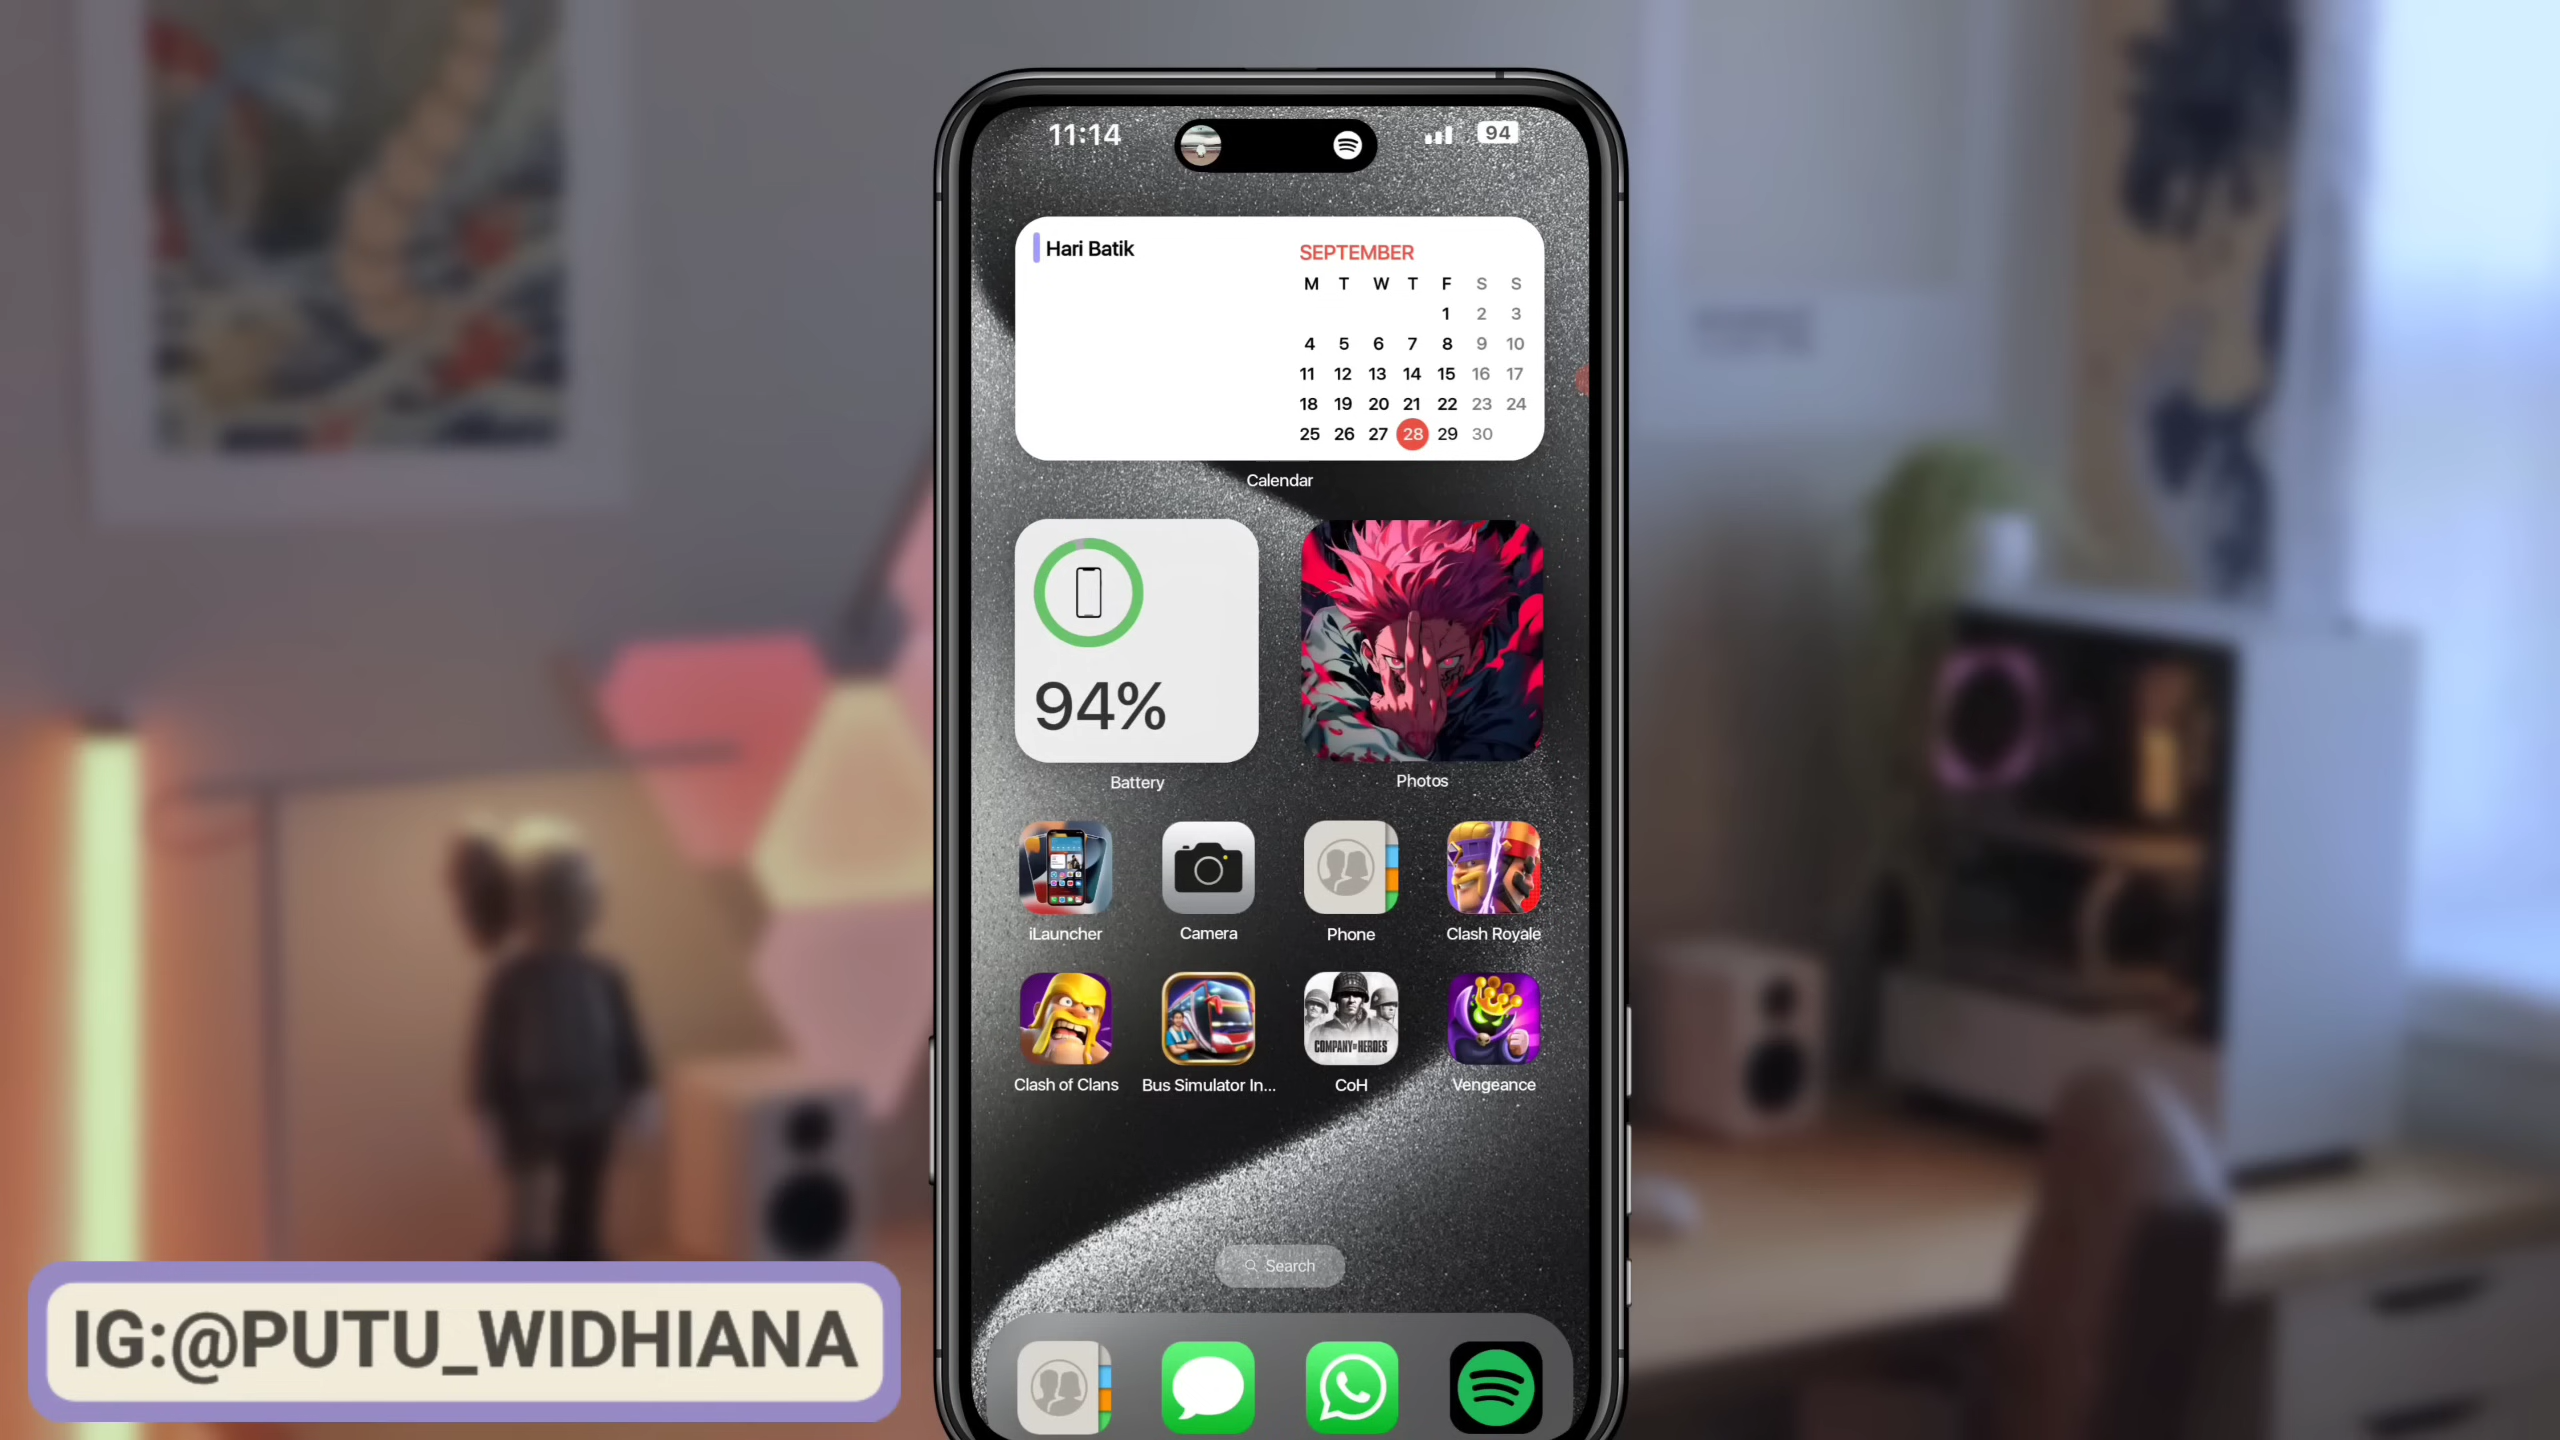 11:14
94
Hari Batik
SEPTEMBER
M T W T F S S
1 2 3
4 5 6 7 8 9 10
11 12 13 14 15 16 17
18 19 20 21 22 23 24
25 26 27 28 29 30
Calendar
94%
Battery
Photos
iLauncher
Camera
Phone
Clash Royale
COMPANY OF HEROES
Clash of Clans
Bus Simulator In...
CoH
Vengeance
Search
IG:@PUTU_WIDHIANA